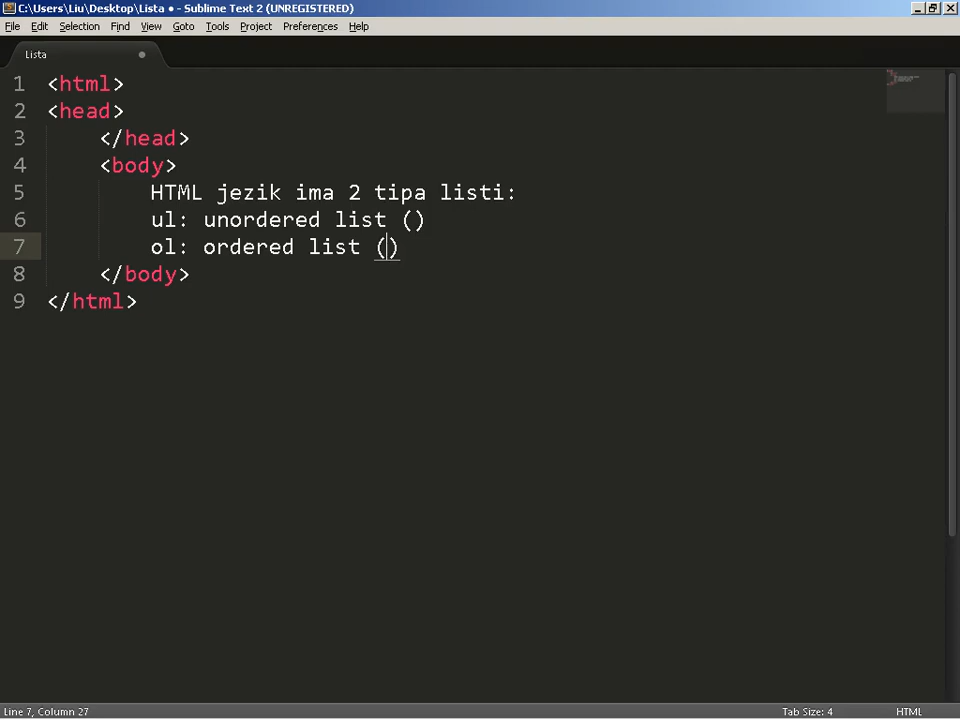 C:\Users\Liu\Desktop\Lista • - Sublime Text 2 (UNREGISTERED)
File Edit Selection Find View Goto Tools Project Preferences Help
Lista
1 <html>
2 <head>
3 </head>
4 <body>
5 HTML jezik ima 2 tipa listi:
6 ul: unordered list ()
7 ol: ordered list ()
8 </body>
9 </html>
Line 7, Column 27 Tab Size: 4 HTML